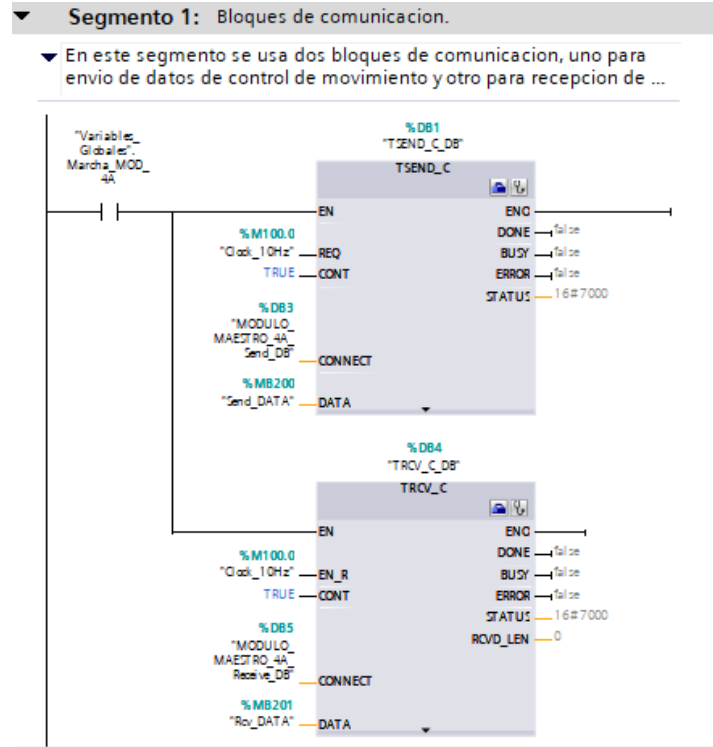 Segmento 1: Bloques de comunicacion.
En este segmento se usa dos bloques de comunicacion, uno para
envio de datos de control de movimiento y otro para recepcion de ...
"Variables_
Globales".
Marcha_MOD_
4A
%DB1
"TSEND_C_DB"
TSEND_C
EN
ENO
%M100.0
"Clock_10Hz"
REQ
DONE
false
TRUE
CONT
BUSY
false
ERROR
false
STATUS
16#7000
%DB3
"MODULO_
MAESTRO_4A_
Send_DB"
CONNECT
%MB200
"Send_DATA"
DATA
%DB4
"TRCV_C_DB"
TRCV_C
EN
ENO
%M100.0
"Clock_10Hz"
EN_R
DONE
false
TRUE
CONT
BUSY
false
ERROR
false
STATUS
16#7000
RCVD_LEN
0
%DB5
"MODULO_
MAESTRO_4A_
Receive_DB"
CONNECT
%MB201
"Rcv_DATA"
DATA